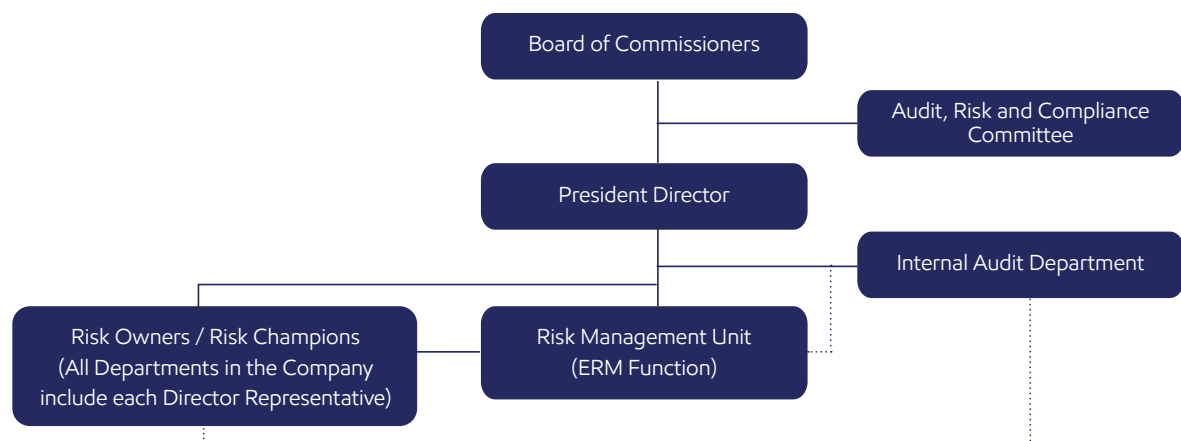 Board of Commissioners
Audit, Risk and Compliance
Committee
President Director
Internal Audit Department
Risk Owners / Risk Champions
(All Departments in the Company
include each Director Representative)
Risk Management Unit
(ERM Function)